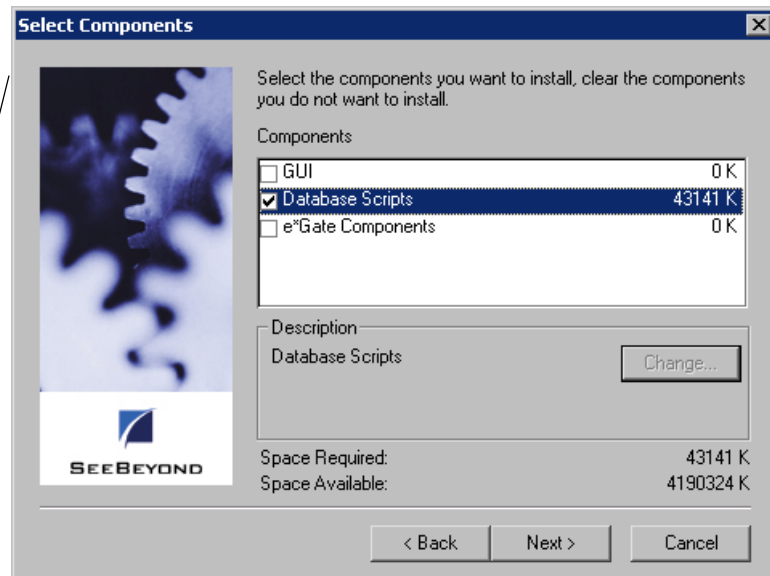 Select Components
Select the components you want to install, clear the components
you do not want to install.
Components
GUI 0 K
Database Scripts 43141 K
e*Gate Components 0 K
Description
Database Scripts
Change...
SEEBEYOND
Space Required: 43141 K
Space Available: 4190324 K
< Back Next > Cancel